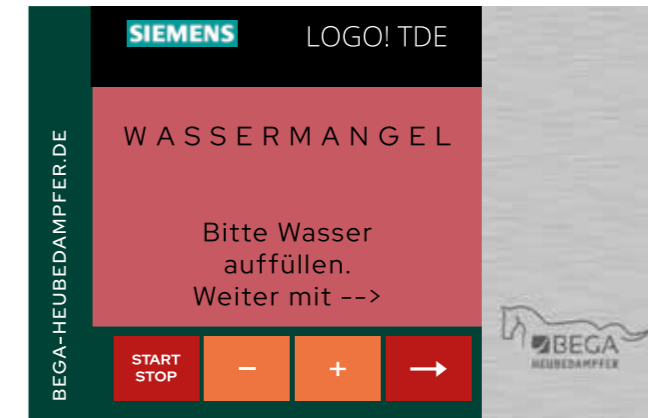 SIEMENS LOGO! TDE
BEGA-HEUBEDAMPFER.DE
WASSERMANGEL
Bitte Wasser
auffüllen.
Weiter mit -->
START
STOP
− + →
BEGA
HEUBEDAMPFER